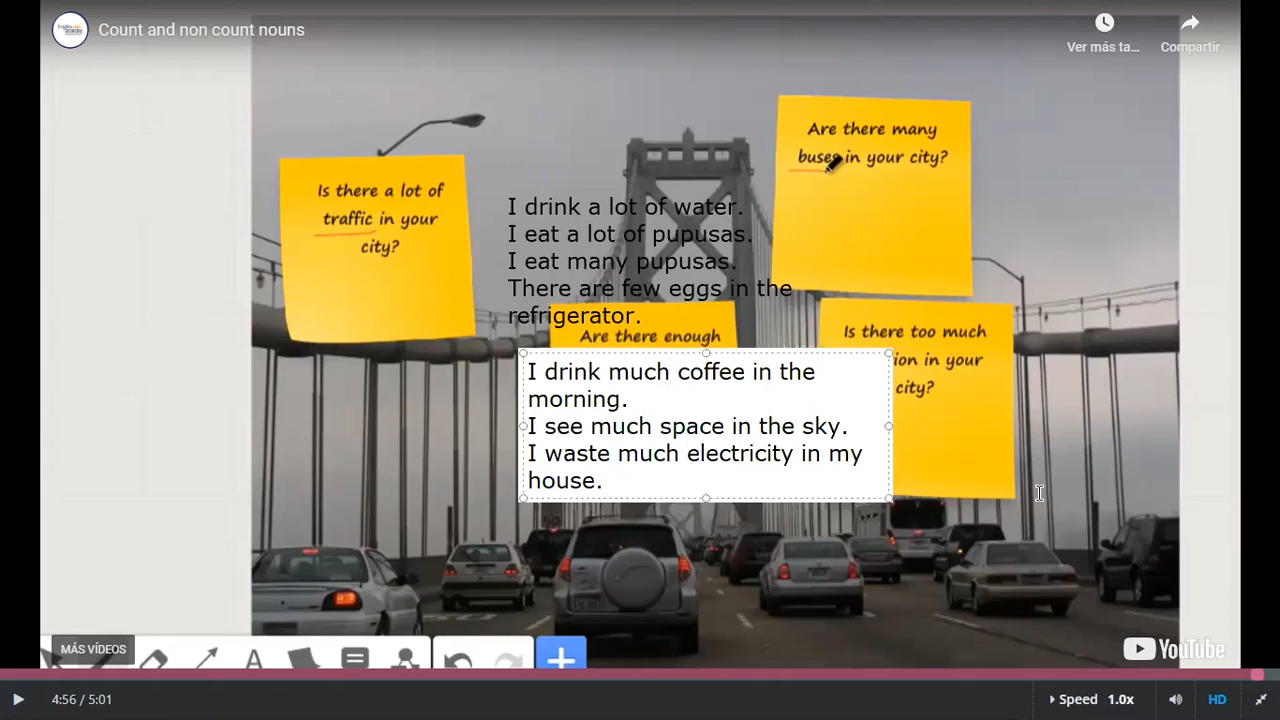 Count and non count nouns
Ver más ta...
Compartir
Is there a lot of
traffic in your
city?
Are there many
buses in your city?
I drink a lot of water.
I eat a lot of pupusas.
I eat many pupusas.
There are few eggs in the
refrigerator.
Are there enough
Is there too much
ion in your
city?
I drink much coffee in the
morning.
I see much space in the sky.
I waste much electricity in my
house.
MÁS VÍDEOS
YouTube
4:56 / 5:01
Speed 1.0x
HD